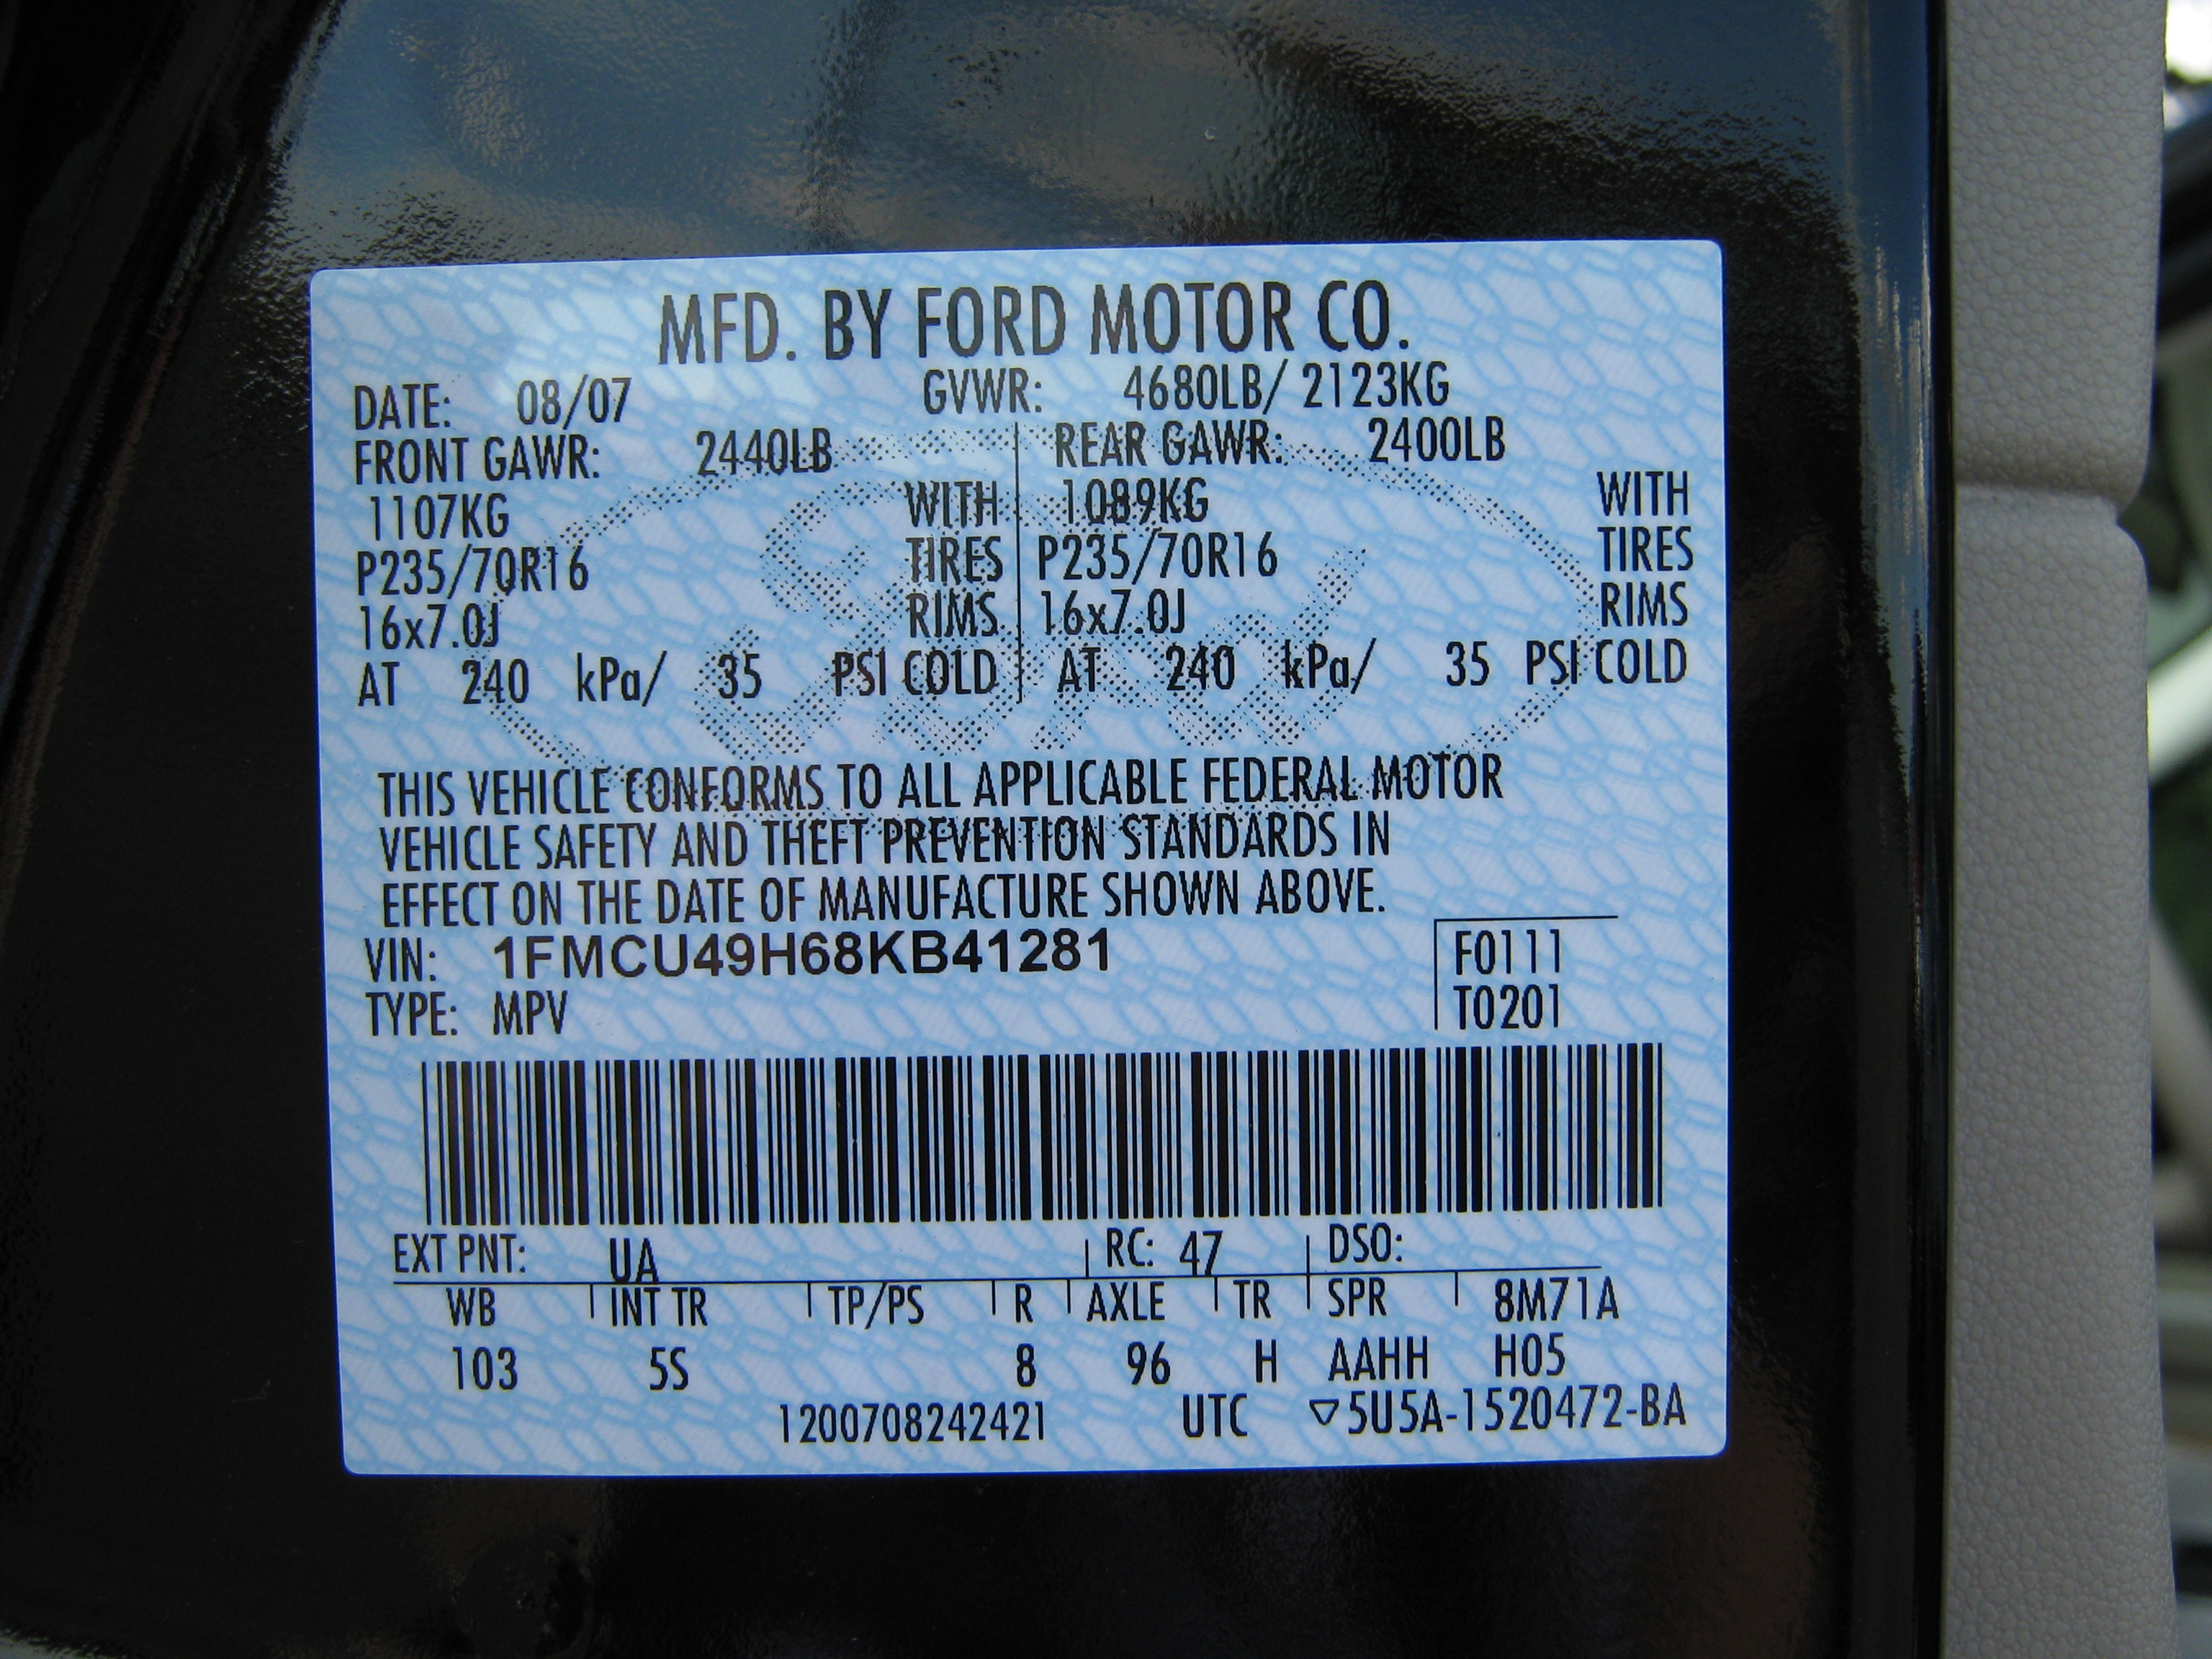 MFD. BY FORD MOTOR CO.
DATE: 08/07 GVWR: 4680LB/ 2123KG
FRONT GAWR: 2440LB REAR GAWR: 2400LB
1107KG WITH 1089KG WITH
P235/70R16 TIRES P235/70R16 TIRES
16x7.0J RIMS 16x7.0J RIMS
AT 240 kPa/ 35 PSI COLD AT 240 kPa/ 35 PSI COLD
Ford
THIS VEHICLE CONFORMS TO ALL APPLICABLE FEDERAL MOTOR
VEHICLE SAFETY AND THEFT PREVENTION STANDARDS IN
EFFECT ON THE DATE OF MANUFACTURE SHOWN ABOVE.
VIN: 1FMCU49H68KB41281 F0111
TYPE: MPV T0201
EXT PNT: UA RC: 47 DSO:
WB INT TR TP/PS R AXLE TR SPR 8M71A
103 5S 8 96 H AAHH H05
1200708242421 UTC ▽5U5A-1520472-BA